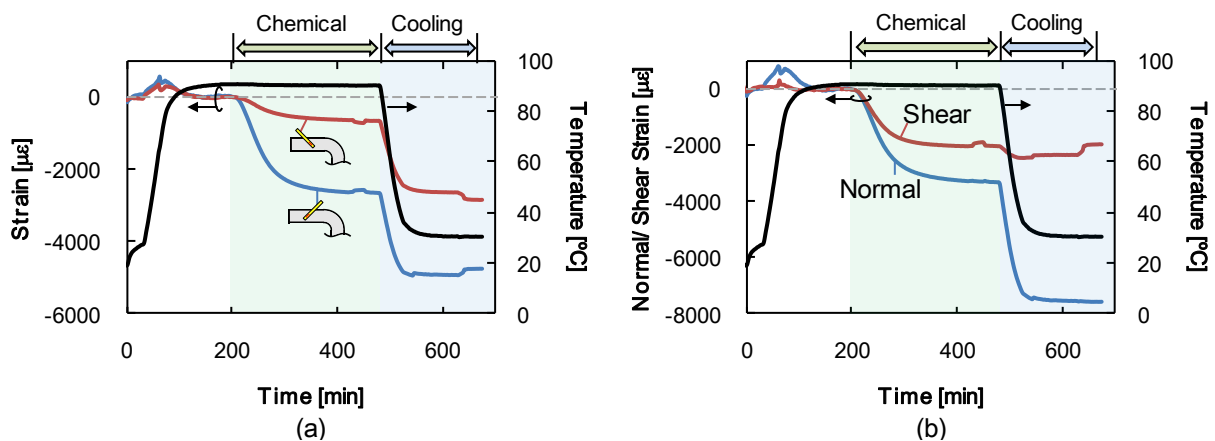 Chemical Cooling
Strain [με]
0
-2000
-4000
-6000
100
80
60
40
20
0
Temperature [ºC]
0 200 400 600
Time [min]
(a)
Chemical Cooling
Normal/ Shear Strain [με]
0
-2000
-4000
-6000
-8000
Shear
Normal
100
80
60
40
20
0
Temperature [ºC]
0 200 400 600
Time [min]
(b)